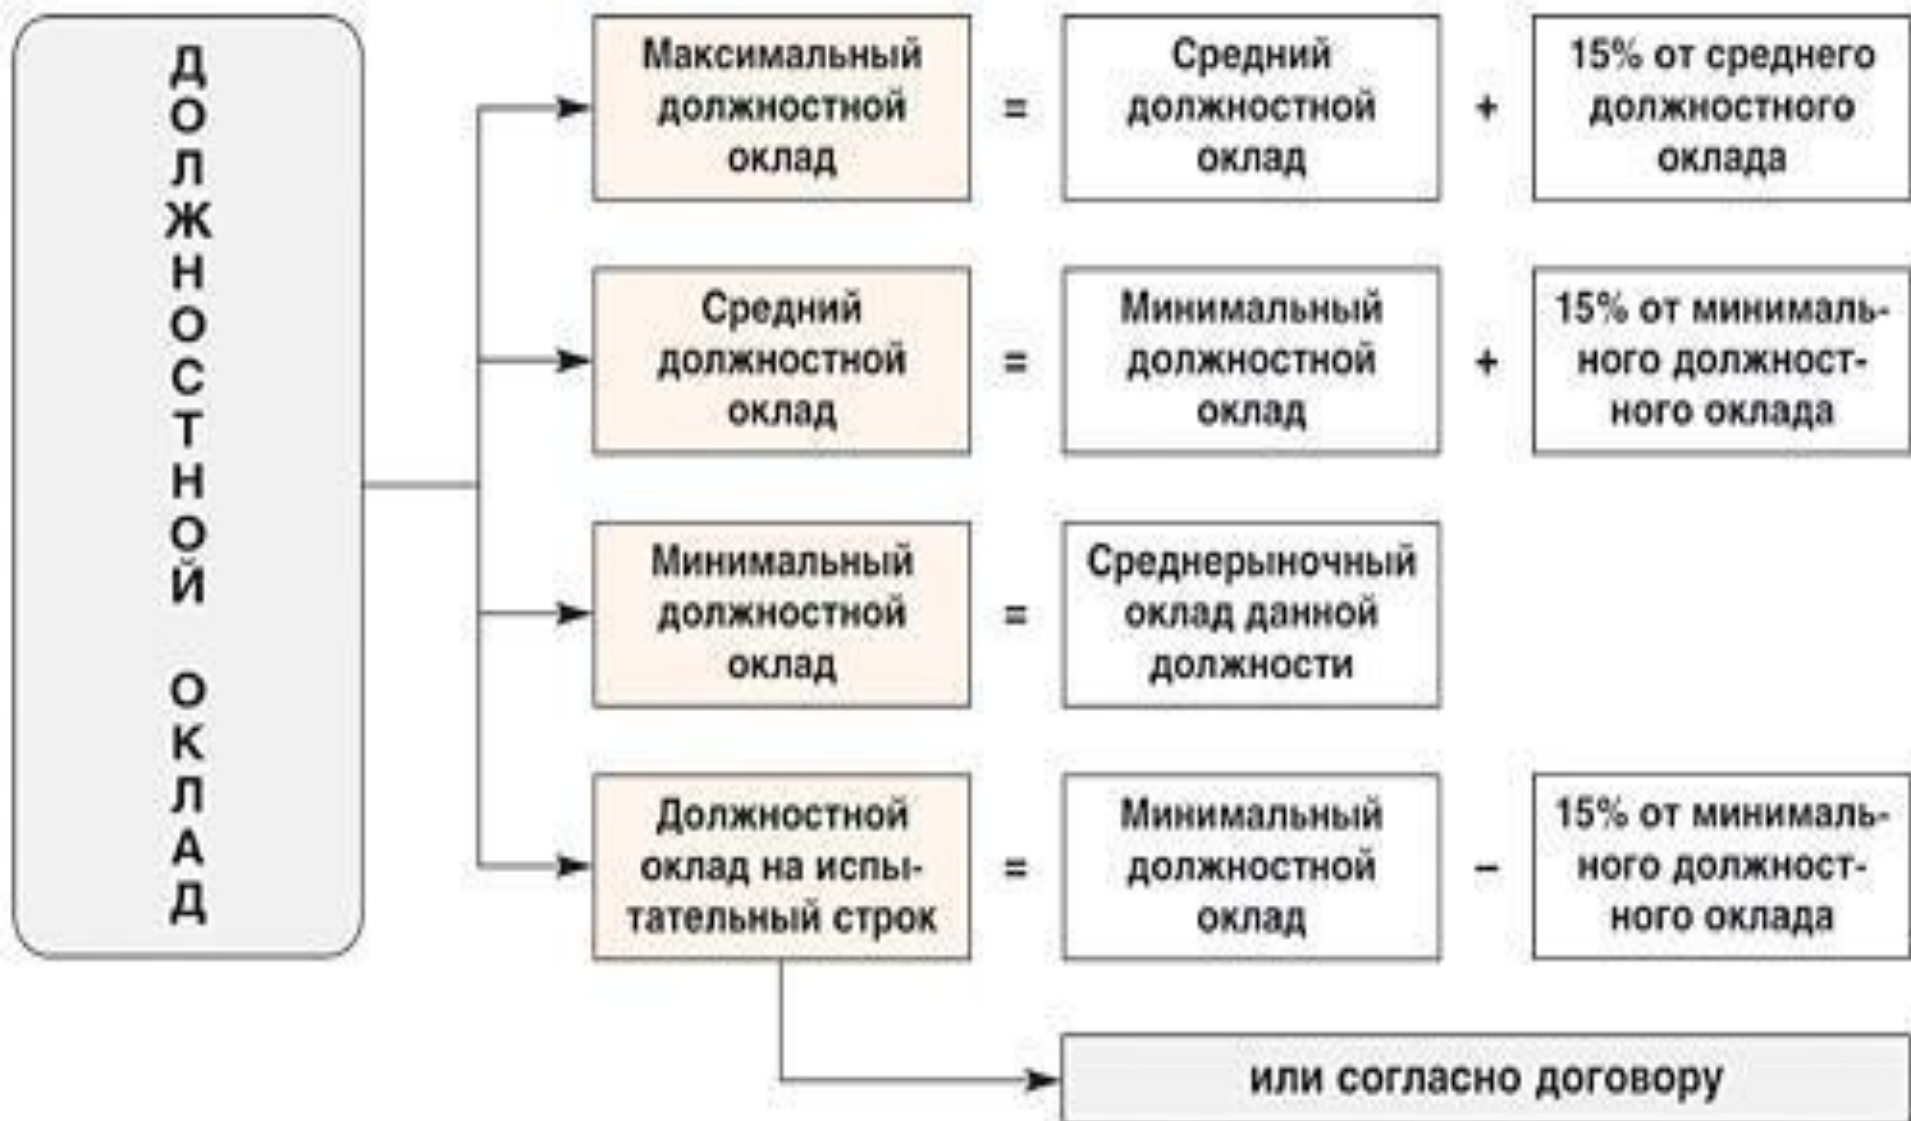 ДОЛЖНОСТНОЙ ОКЛАД
Максимальный
должностной
оклад
=
Средний
должностной
оклад
+
15% от среднего
должностного
оклада
Средний
должностной
оклад
=
Минимальный
должностной
оклад
+
15% от минималь-
ного должност-
ного оклада
Минимальный
должностной
оклад
=
Среднерыночный
оклад данной
должности
Должностной
оклад на испы-
тательный строк
=
Минимальный
должностной
оклад
–
15% от минималь-
ного должност-
ного оклада
или согласно договору